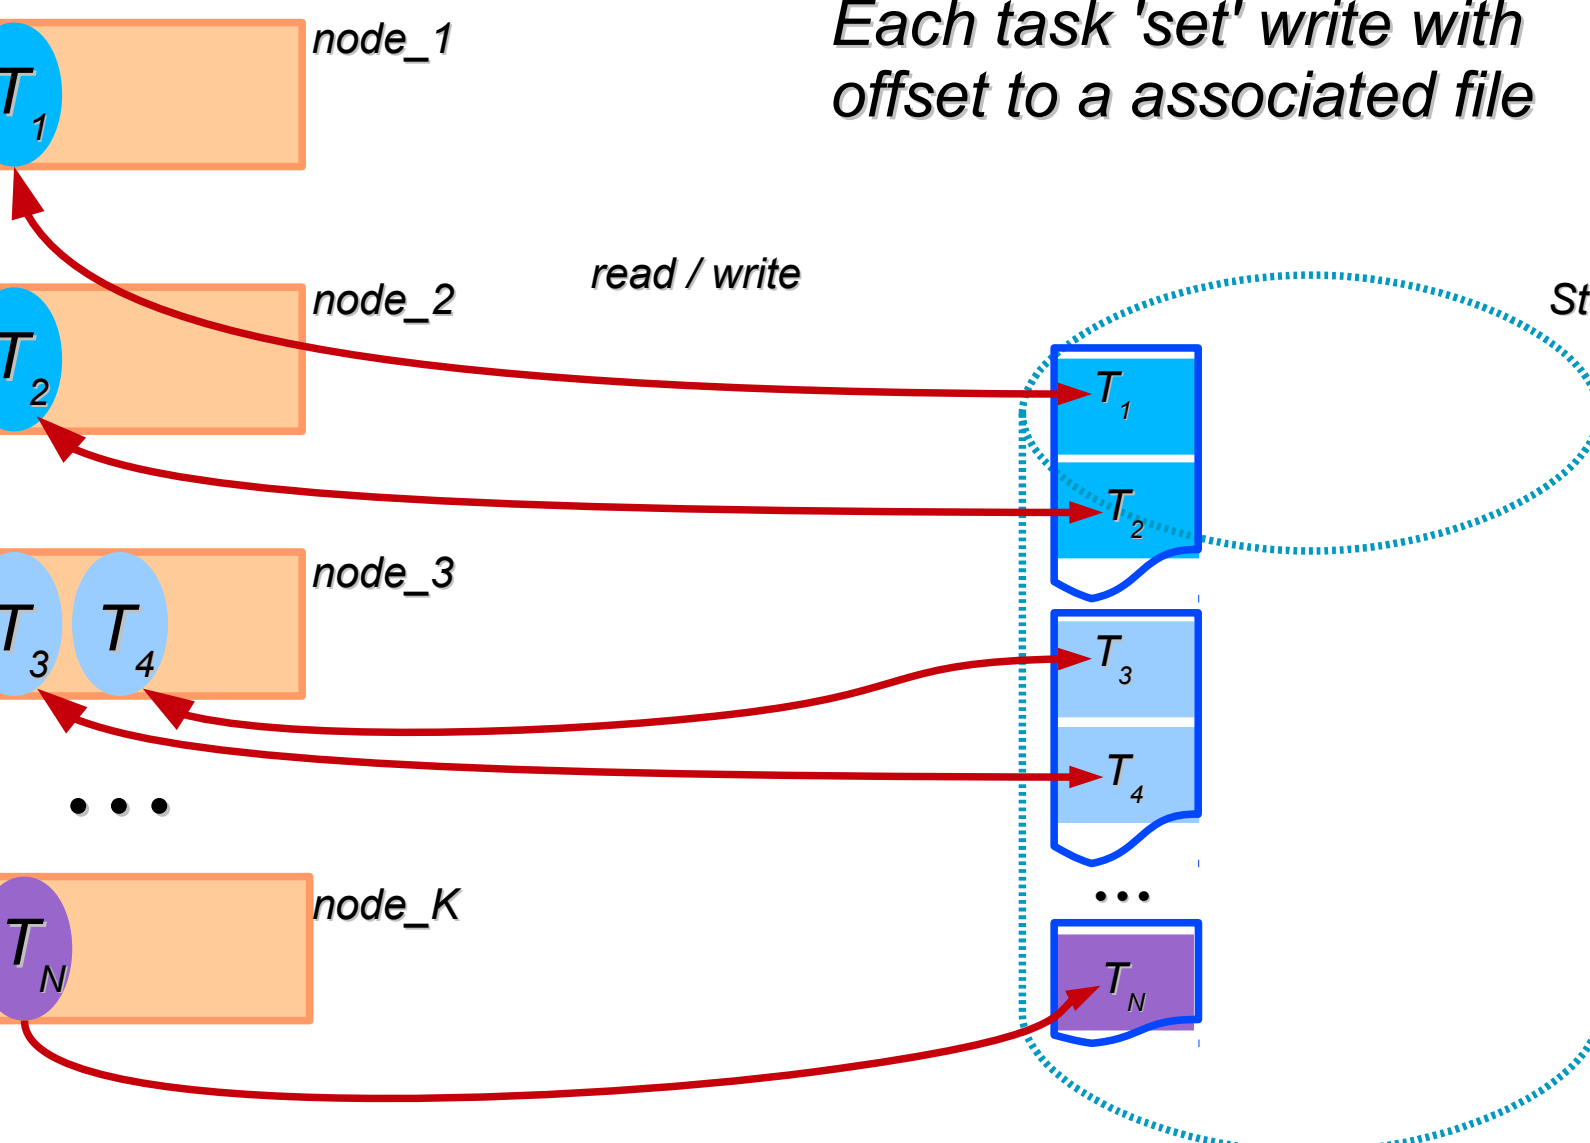 Each task 'set' write with
offset to a associated file
node_1
T1
read / write
node_2
T2
St
T1
T2
node_3
T3 T4
T3
T4
• • •
• • •
node_K
TN
TN